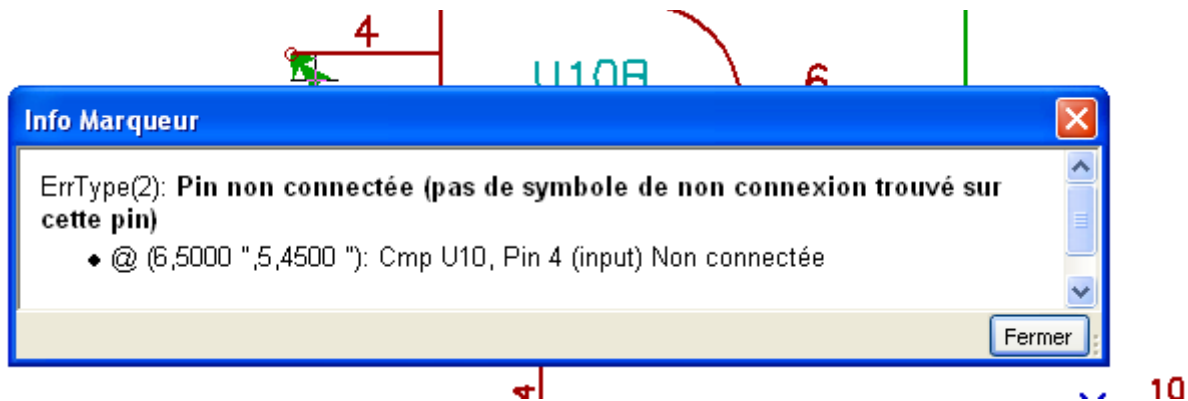 4
U10B
6
Info Marqueur
ErrType(2): Pin non connectée (pas de symbole de non connexion trouvé sur
cette pin)
• @ (6,5000 ",5,4500 "): Cmp U10, Pin 4 (input) Non connectée
Fermer
4
10